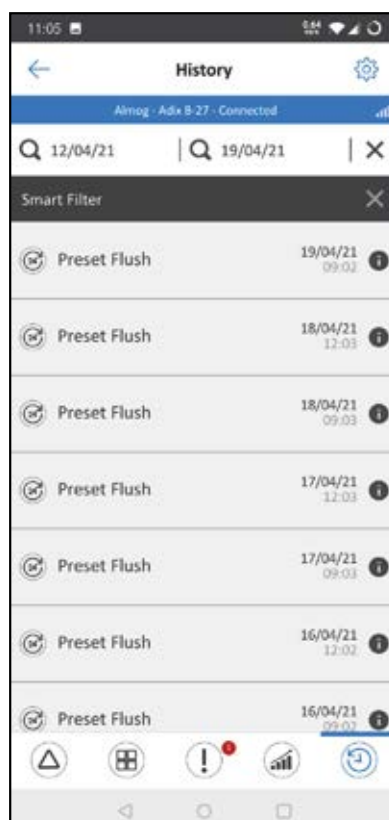 11:05
History
Almog - Adix 8-27 - Connected
12/04/21 19/04/21
Smart Filter
Preset Flush 19/04/21
09:02
Preset Flush 18/04/21
12:03
Preset Flush 18/04/21
09:03
Preset Flush 17/04/21
12:03
Preset Flush 17/04/21
09:03
Preset Flush 16/04/21
12:02
Preset Flush 16/04/21
09:02